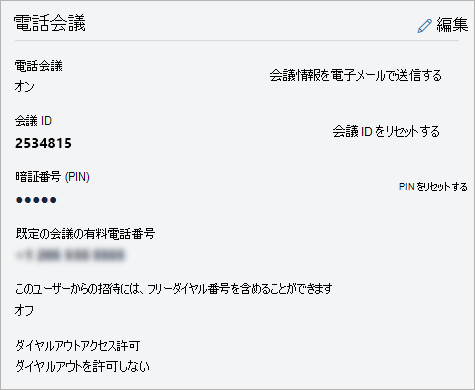 電話会議
編集
電話会議
会議情報を電子メールで送信する
オン
会議 ID
会議 ID をリセットする
2534815
暗証番号 (PIN)
PIN をリセットする
●●●●●
既定の会議の有料電話番号
このユーザーからの招待には、フリーダイヤル番号を含めることができます
オフ
ダイヤルアウトアクセス許可
ダイヤルアウトを許可しない